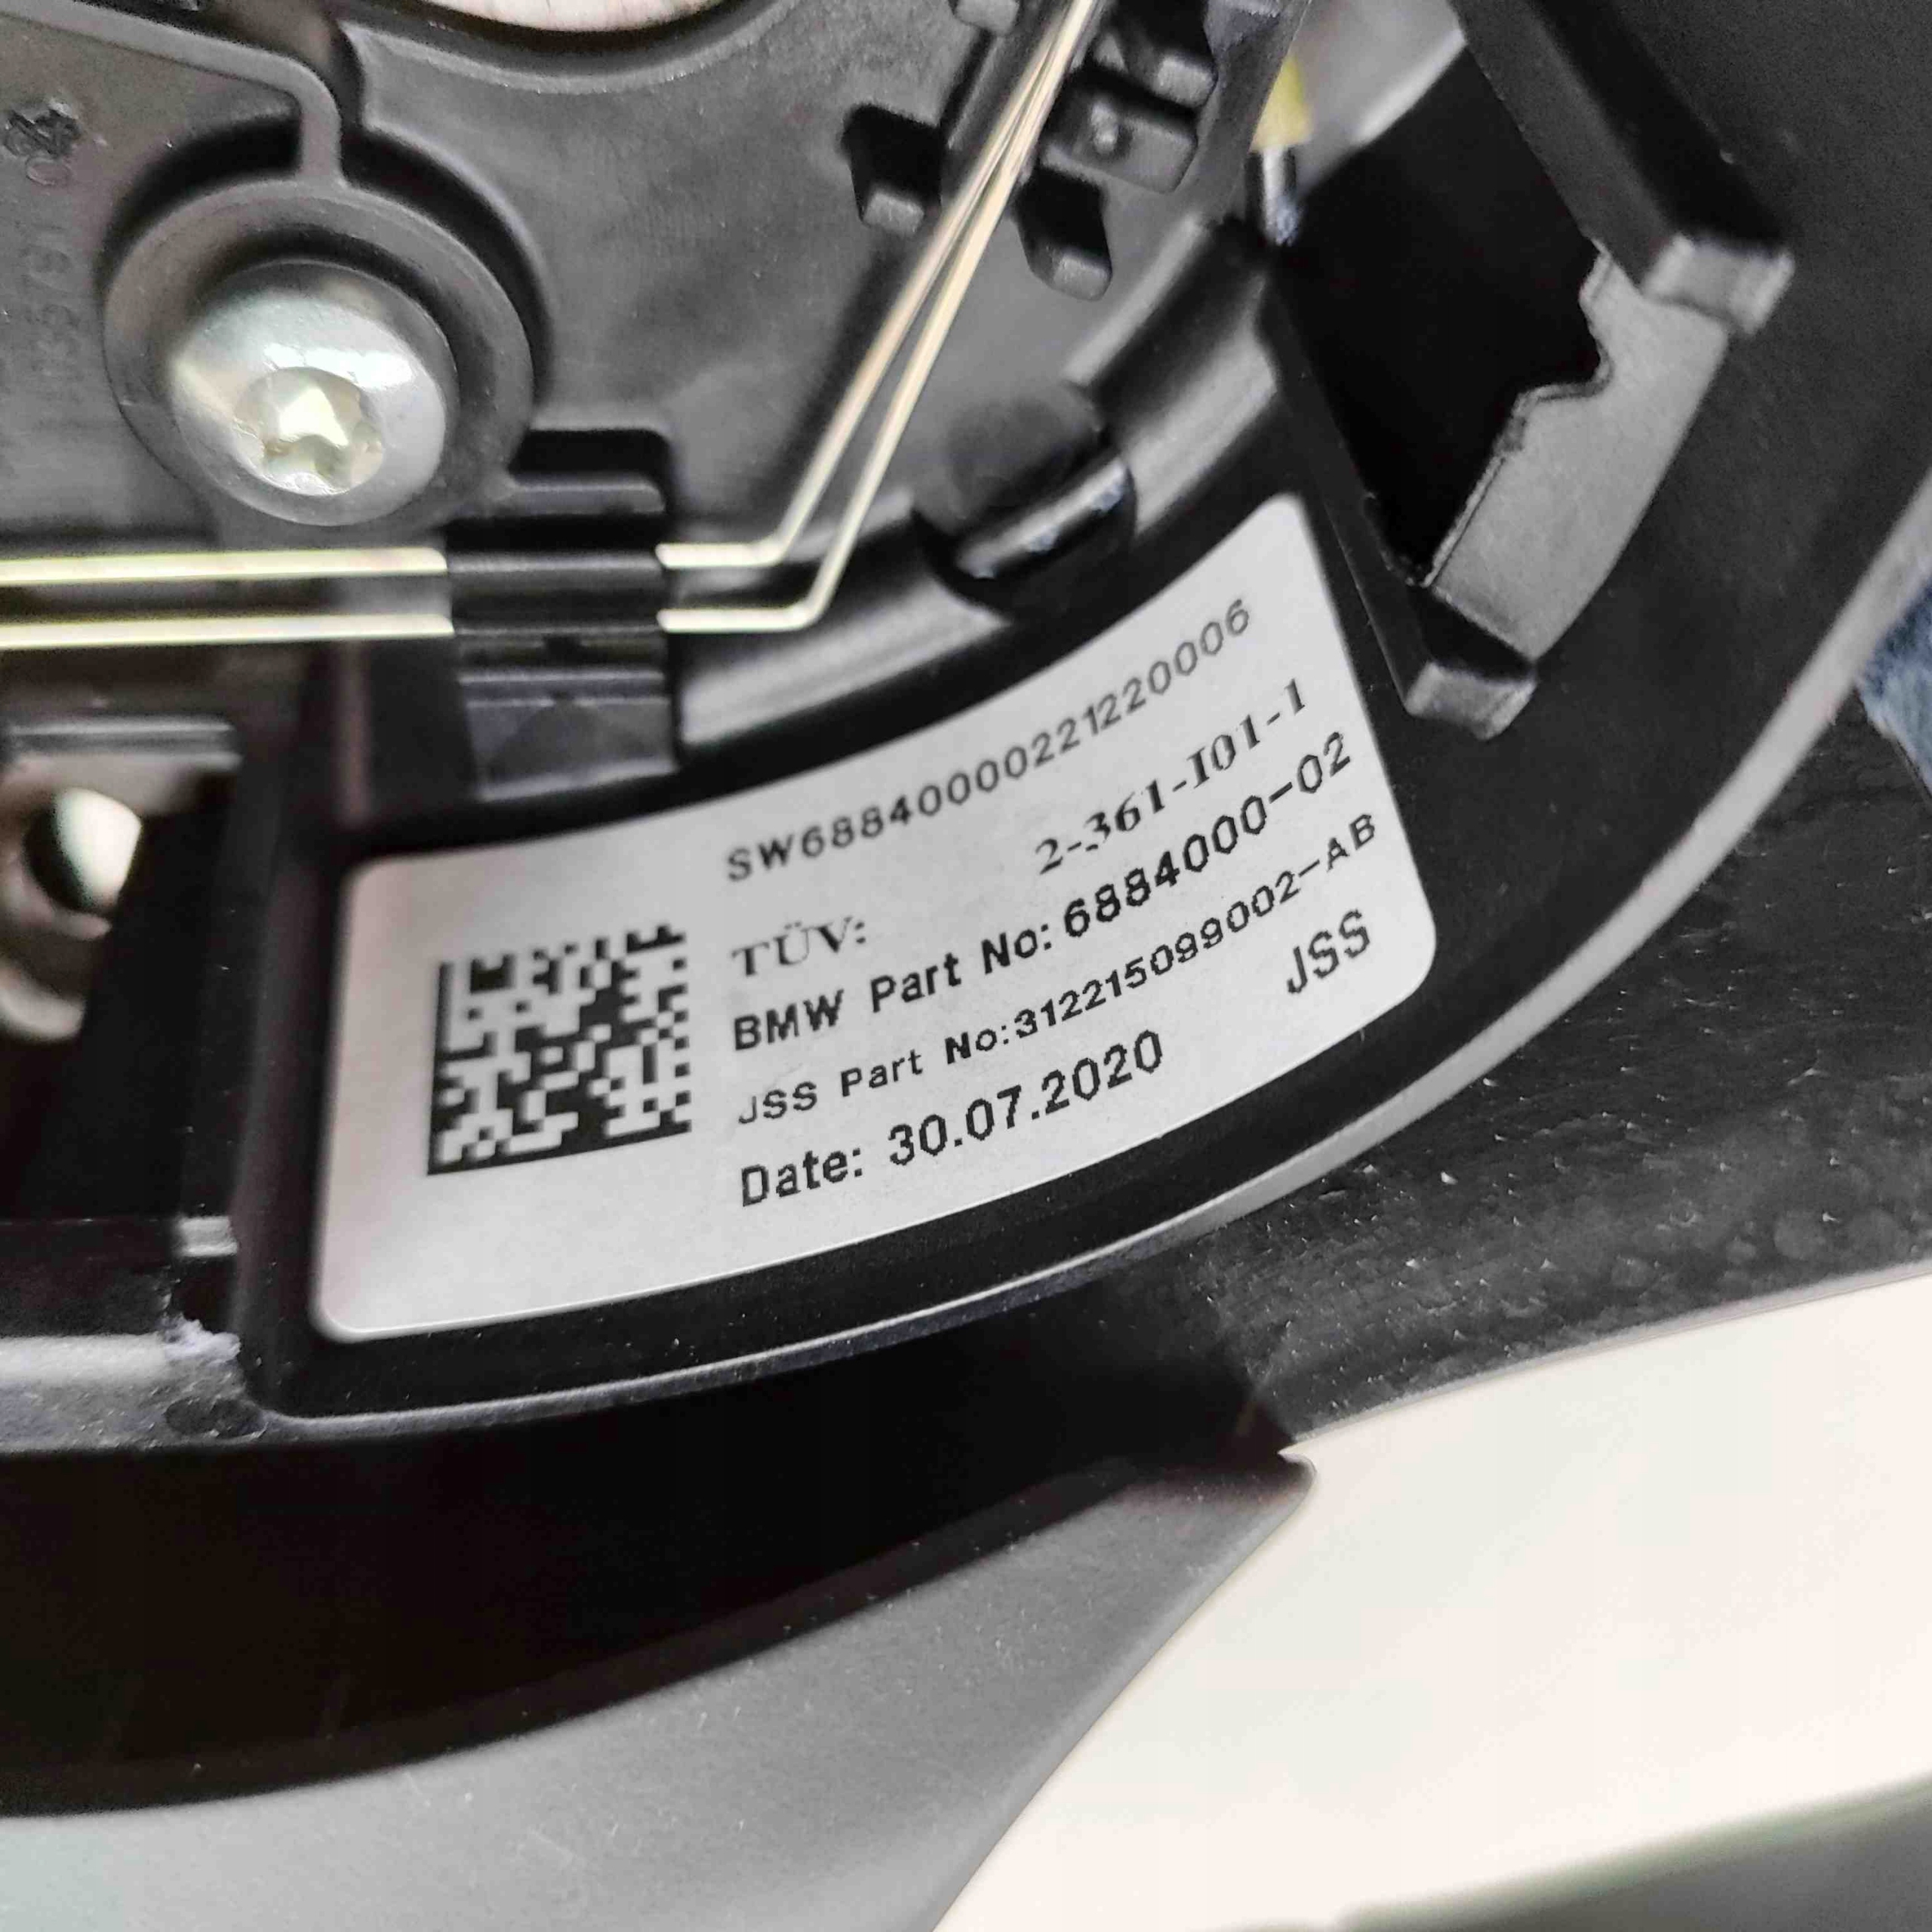 SW68840000221220006
TÜV: 2-361-I01-1
BMW Part No: 6884000-02
JSS Part No:312215099002-AB
Date: 30.07.2020 JSS